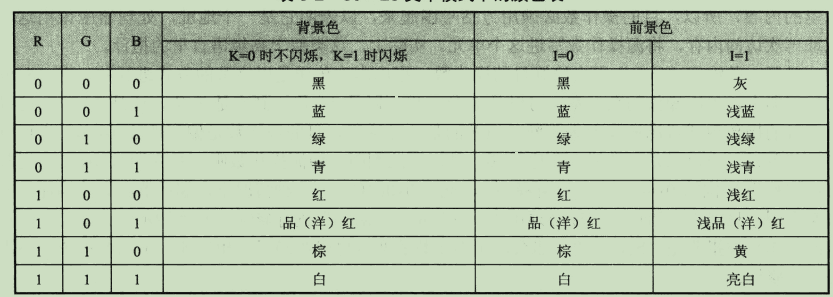 R G B 背景色 前景色
K=0 时不闪烁，K=1 时闪烁 I=0 I=1
0 0 0 黑 黑 灰
0 0 1 蓝 蓝 浅蓝
0 1 0 绿 绿 浅绿
0 1 1 青 青 浅青
1 0 0 红 红 浅红
1 0 1 品（洋）红 品（洋）红 浅品（洋）红
1 1 0 棕 棕 黄
1 1 1 白 白 亮白